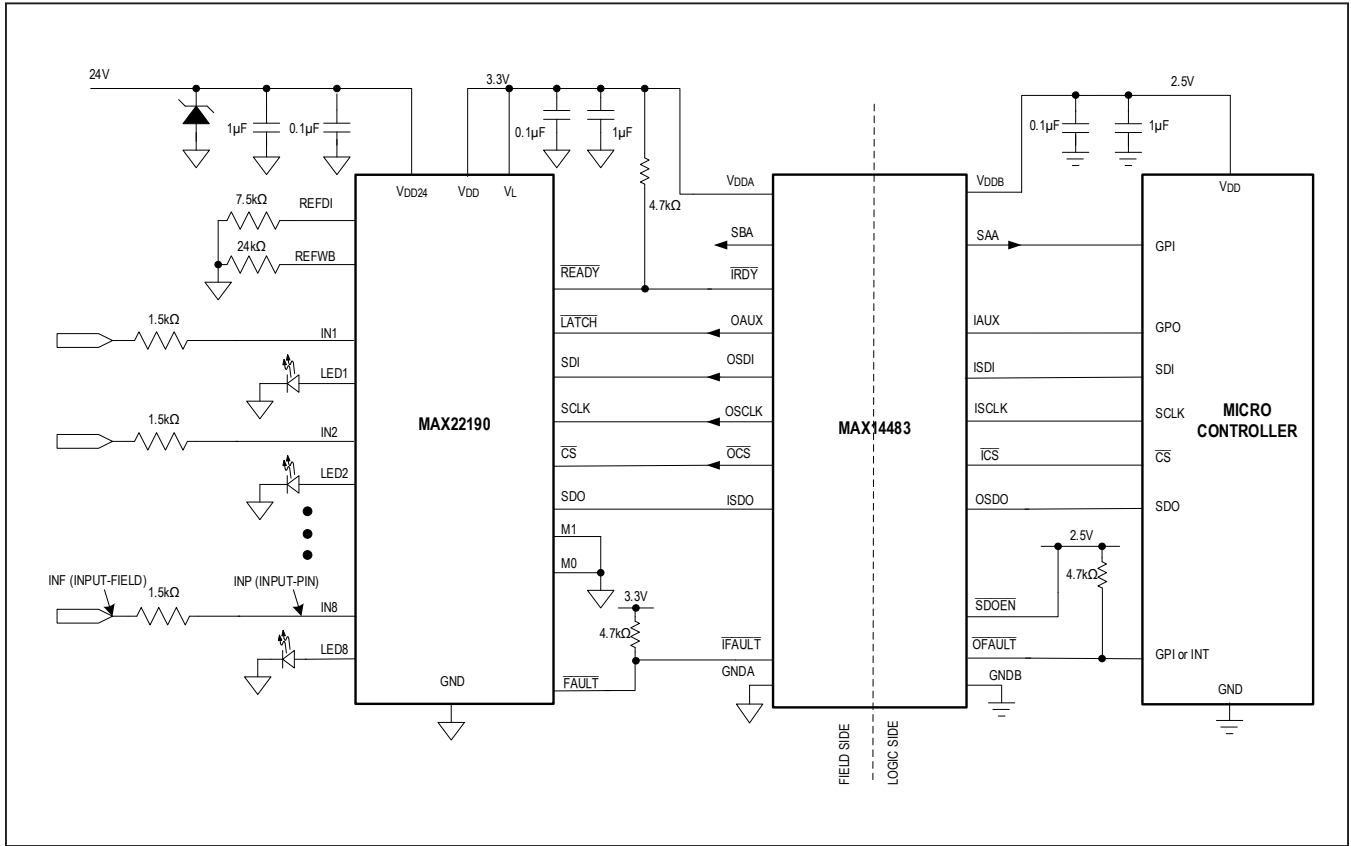 24V
3.3V
2.5V
1µF
0.1µF
0.1µF
1µF
0.1µF
1µF
4.7kΩ
VDD24
VDD
VL
VDDA
VDDB
VDD
7.5kΩ
REFDI
24kΩ
REFWB
SBA
SAA
GPI
READY
IRDY
1.5kΩ
IN1
LATCH
OAUX
IAUX
GPO
LED1
SDI
OSDI
ISDI
SDI
SCLK
OSCLK
ISCLK
SCLK
MAX22190
MAX14483
MICRO
CONTROLLER
1.5kΩ
IN2
CS
OCS
ICS
CS
LED2
SDO
ISDO
OSDO
SDO
M1
M0
2.5V
4.7kΩ
INF (INPUT-FIELD)
1.5kΩ
INP (INPUT-PIN)
IN8
3.3V
4.7kΩ
SDOEN
LED8
IFAULT
OFAULT
GPI or INT
GND
FAULT
GNDA
GNDB
GND
FIELD SIDE
LOGIC SIDE